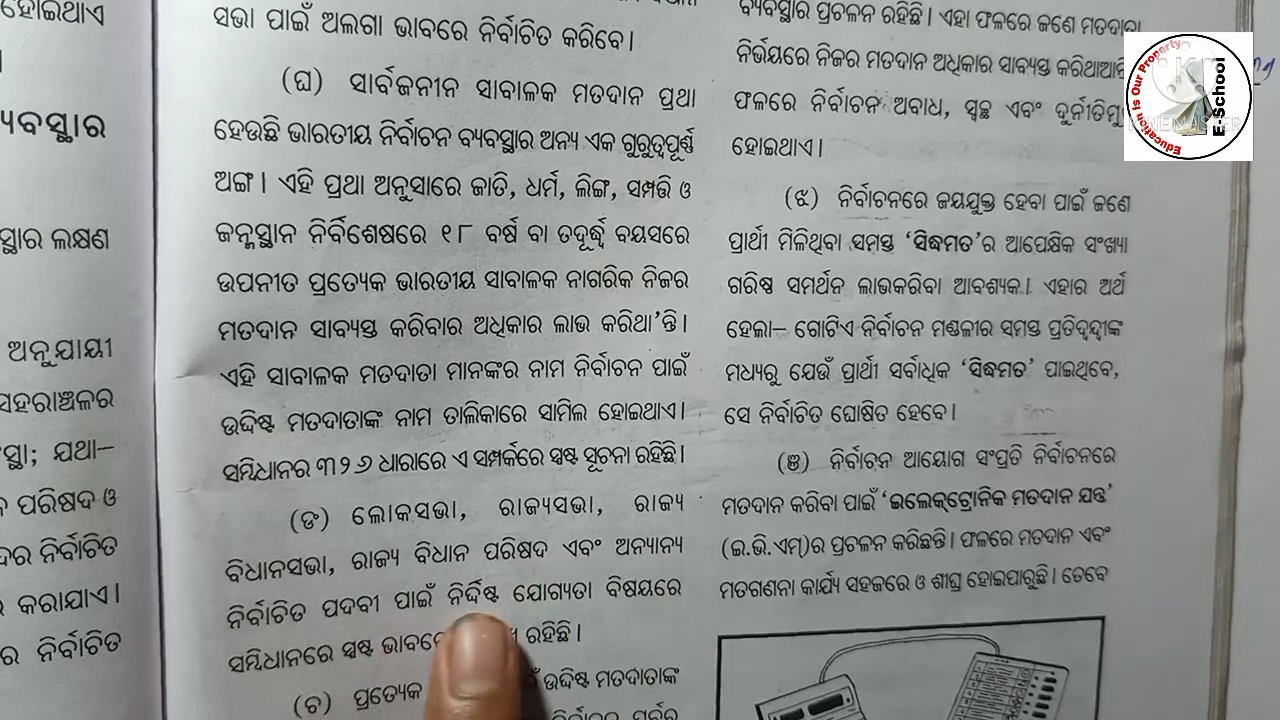 ହୋଇଥାଏ
ବ୍ୟବସ୍ଥାର
ଲକ୍ଷଣ
ଅନୁଯାୟୀ
ସହରାଞ୍ଚଳର
ଯଥା–
ପରିଷଦ ଓ
ନିର୍ବାଚିତ
କରାଯାଏ।
ନିର୍ବାଚିତ
ସଭା ପାଇଁ ଅଲଗା ଭାବରେ ନିର୍ବାଚିତ କରିବେ।
(ଘ) ସାର୍ବଜନୀନ ସାବାଳକ ମତଦାନ ପ୍ରଥା
ହେଉଛି ଭାରତୀୟ ନିର୍ବାଚନ ବ୍ୟବସ୍ଥାର ଅନ୍ୟ ଏକ ଗୁରୁତ୍ୱପୂର୍ଣ୍ଣ
ଅଙ୍ଗ। ଏହି ପ୍ରଥା ଅନୁସାରେ ଜାତି, ଧର୍ମ, ଲିଙ୍ଗ, ସମ୍ପତ୍ତି ଓ
ଜନ୍ମସ୍ଥାନ ନିର୍ବିଶେଷରେ ୧୮ ବର୍ଷ ବା ତଦୂର୍ଦ୍ଧ୍ୱ ବୟସରେ
ଉପନୀତ ପ୍ରତ୍ୟେକ ଭାରତୀୟ ସାବାଳକ ନାଗରିକ ନିଜର
ମତଦାନ ସାବ୍ୟସ୍ତ କରିବାର ଅଧିକାର ଲାଭ କରିଥା'ନ୍ତି।
ଏହି ସାବାଳକ ମତଦାତା ମାନଙ୍କର ନାମ ନିର୍ବାଚନ ପାଇଁ
ଉଦ୍ଦିଷ୍ଟ ମତଦାତାଙ୍କ ନାମ ତାଲିକାରେ ସାମିଲ ହୋଇଥାଏ।
ସମ୍ବିଧାନର ୩୨୬ ଧାରାରେ ଏ ସମ୍ପର୍କରେ ସ୍ପଷ୍ଟ ସୂଚନା ରହିଛି।
(ଙ) ଲୋକସଭା, ରାଜ୍ୟସଭା, ରାଜ୍ୟ
ବିଧାନସଭା, ରାଜ୍ୟ ବିଧାନ ପରିଷଦ ଏବଂ ଅନ୍ୟାନ୍ୟ
ନିର୍ବାଚିତ ପଦବୀ ପାଇଁ ନିର୍ଦ୍ଦିଷ୍ଟ ଯୋଗ୍ୟତା ବିଷୟରେ
ସମ୍ବିଧାନରେ ସ୍ପଷ୍ଟ ରହିଛି।
(ଚ) ପ୍ରତ୍ୟେକ ଉଦ୍ଦିଷ୍ଟ ମତଦାତାଙ୍କ
ବ୍ୟବସ୍ଥାର ପ୍ରଚଳନ ରହିଛି। ଏହା ଫଳରେ ଜଣେ ମତଦାତା
ନିର୍ଭୟରେ ନିଜର ମତଦାନ ଅଧିକାର ସାବ୍ୟସ୍ତ
ଫଳରେ ନିର୍ବାଚନ ଅବାଧ, ସ୍ୱଚ୍ଛ ଏବଂ
ହୋଇଥାଏ।
(ଝ) ନିର୍ବାଚନରେ ଜୟଯୁକ୍ତ ହେବା ପାଇଁ ଜଣେ
ପ୍ରାର୍ଥୀ ମିଳିଥିବା ସମସ୍ତ 'ସିଦ୍ଧମତ'ର ଆପେକ୍ଷିକ ସଂଖ୍ୟା
ଗରିଷ୍ଠ ସମର୍ଥନ ଲାଭକରିବା ଆବଶ୍ୟକ। ଏହାର ଅର୍ଥ
ହେଲା– ଗୋଟିଏ ନିର୍ବାଚନ ମଣ୍ଡଳୀର ସମସ୍ତ ପ୍ରତିଦ୍ୱନ୍ଦ୍ୱୀଙ୍କ
ମଧ୍ୟରୁ ଯେଉଁ ପ୍ରାର୍ଥୀ ସର୍ବାଧିକ 'ସିଦ୍ଧମତ' ପାଇଥିବେ,
ସେ ନିର୍ବାଚିତ ଘୋଷିତ ହେବେ।
(ଞ) ନିର୍ବାଚନ ଆୟୋଗ ସଂପ୍ରତି ନିର୍ବାଚନରେ
ମତଦାନ କରିବା ପାଇଁ 'ଇଲେକ୍ଟ୍ରୋନିକ ମତଦାନ ଯନ୍ତ୍ର'
(ଇ.ଭି.ଏମ୍)ର ପ୍ରଚଳନ କରିଛନ୍ତି। ଫଳରେ ମତଦାନ ଏବଂ
ମତଗଣନା କାର୍ଯ୍ୟ ସହଜରେ ଓ ଶୀଘ୍ର ହୋଇପାରୁଛି। ତେବେ
Education Is Our Property
E-School